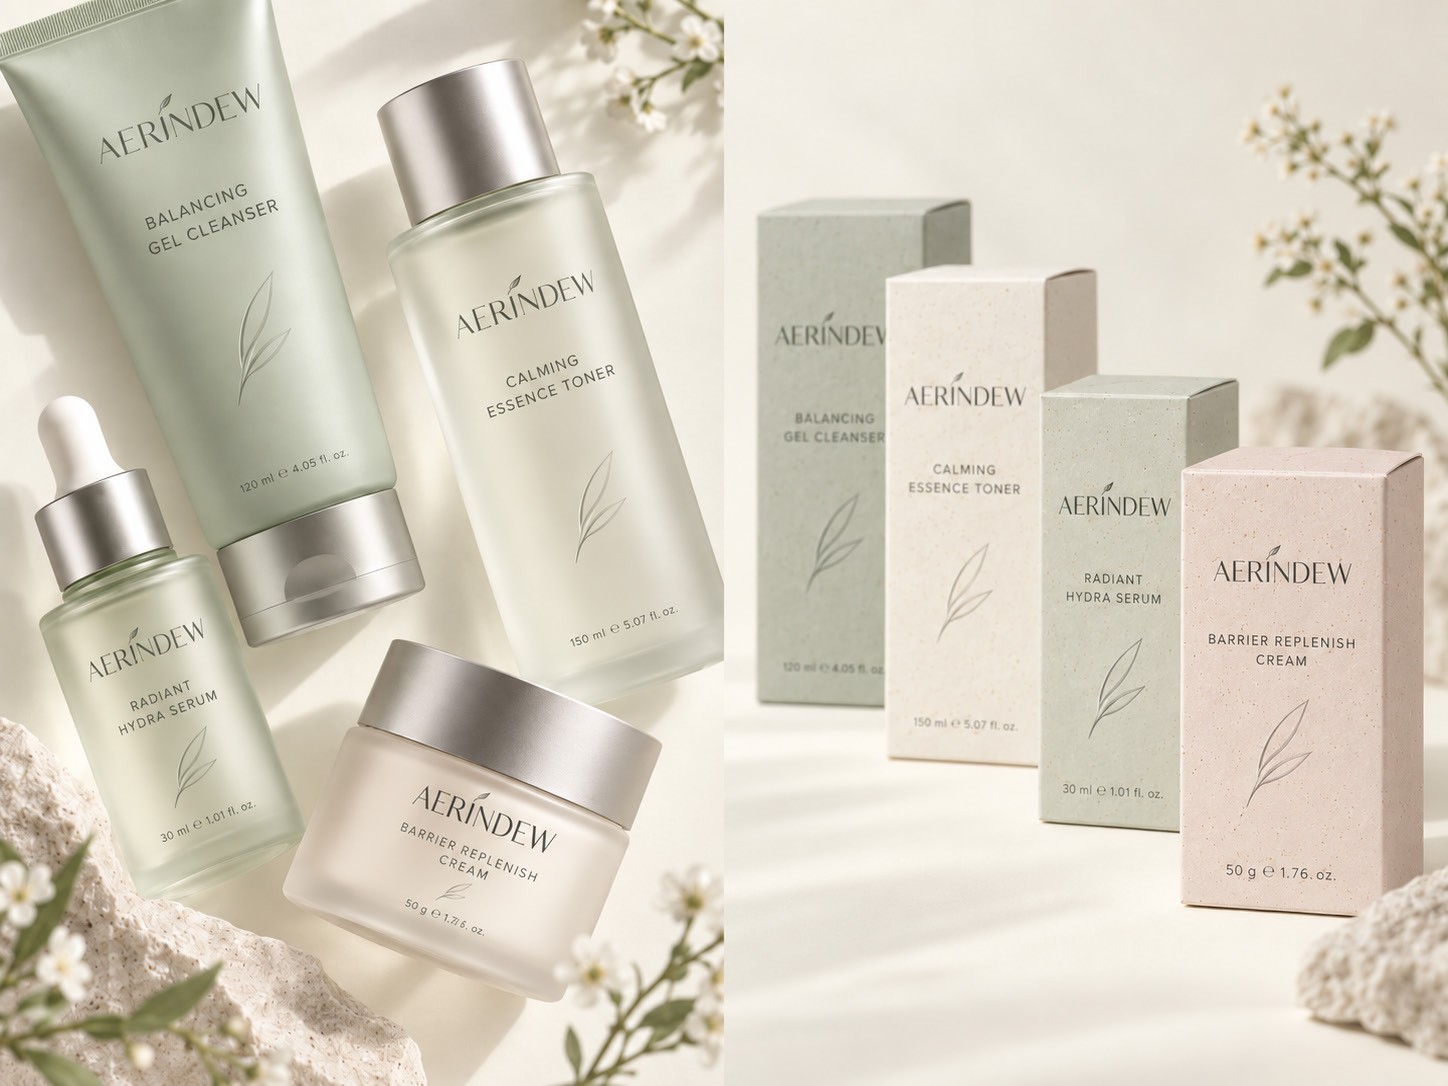 AERINDEW
BALANCING
GEL CLEANSER
120 ml ℮ 4.05 fl. oz.
AERINDEW
CALMING
ESSENCE TONER
150 ml ℮ 5.07 fl. oz.
AERINDEW
RADIANT
HYDRA SERUM
30 ml ℮ 1.01 fl. oz.
AERINDEW
BARRIER REPLENISH
CREAM
50 g ℮ oz.
AERINDEW
BALANCING
GEL CLEANSER
120 ml ℮ 4.05 fl. oz.
AERINDEW
CALMING
ESSENCE TONER
150 ml ℮ 5.07 fl. oz.
AERINDEW
RADIANT
HYDRA SERUM
30 ml ℮ 1.01 fl. oz.
AERINDEW
BARRIER REPLENISH
CREAM
50 g ℮ 1.76. oz.